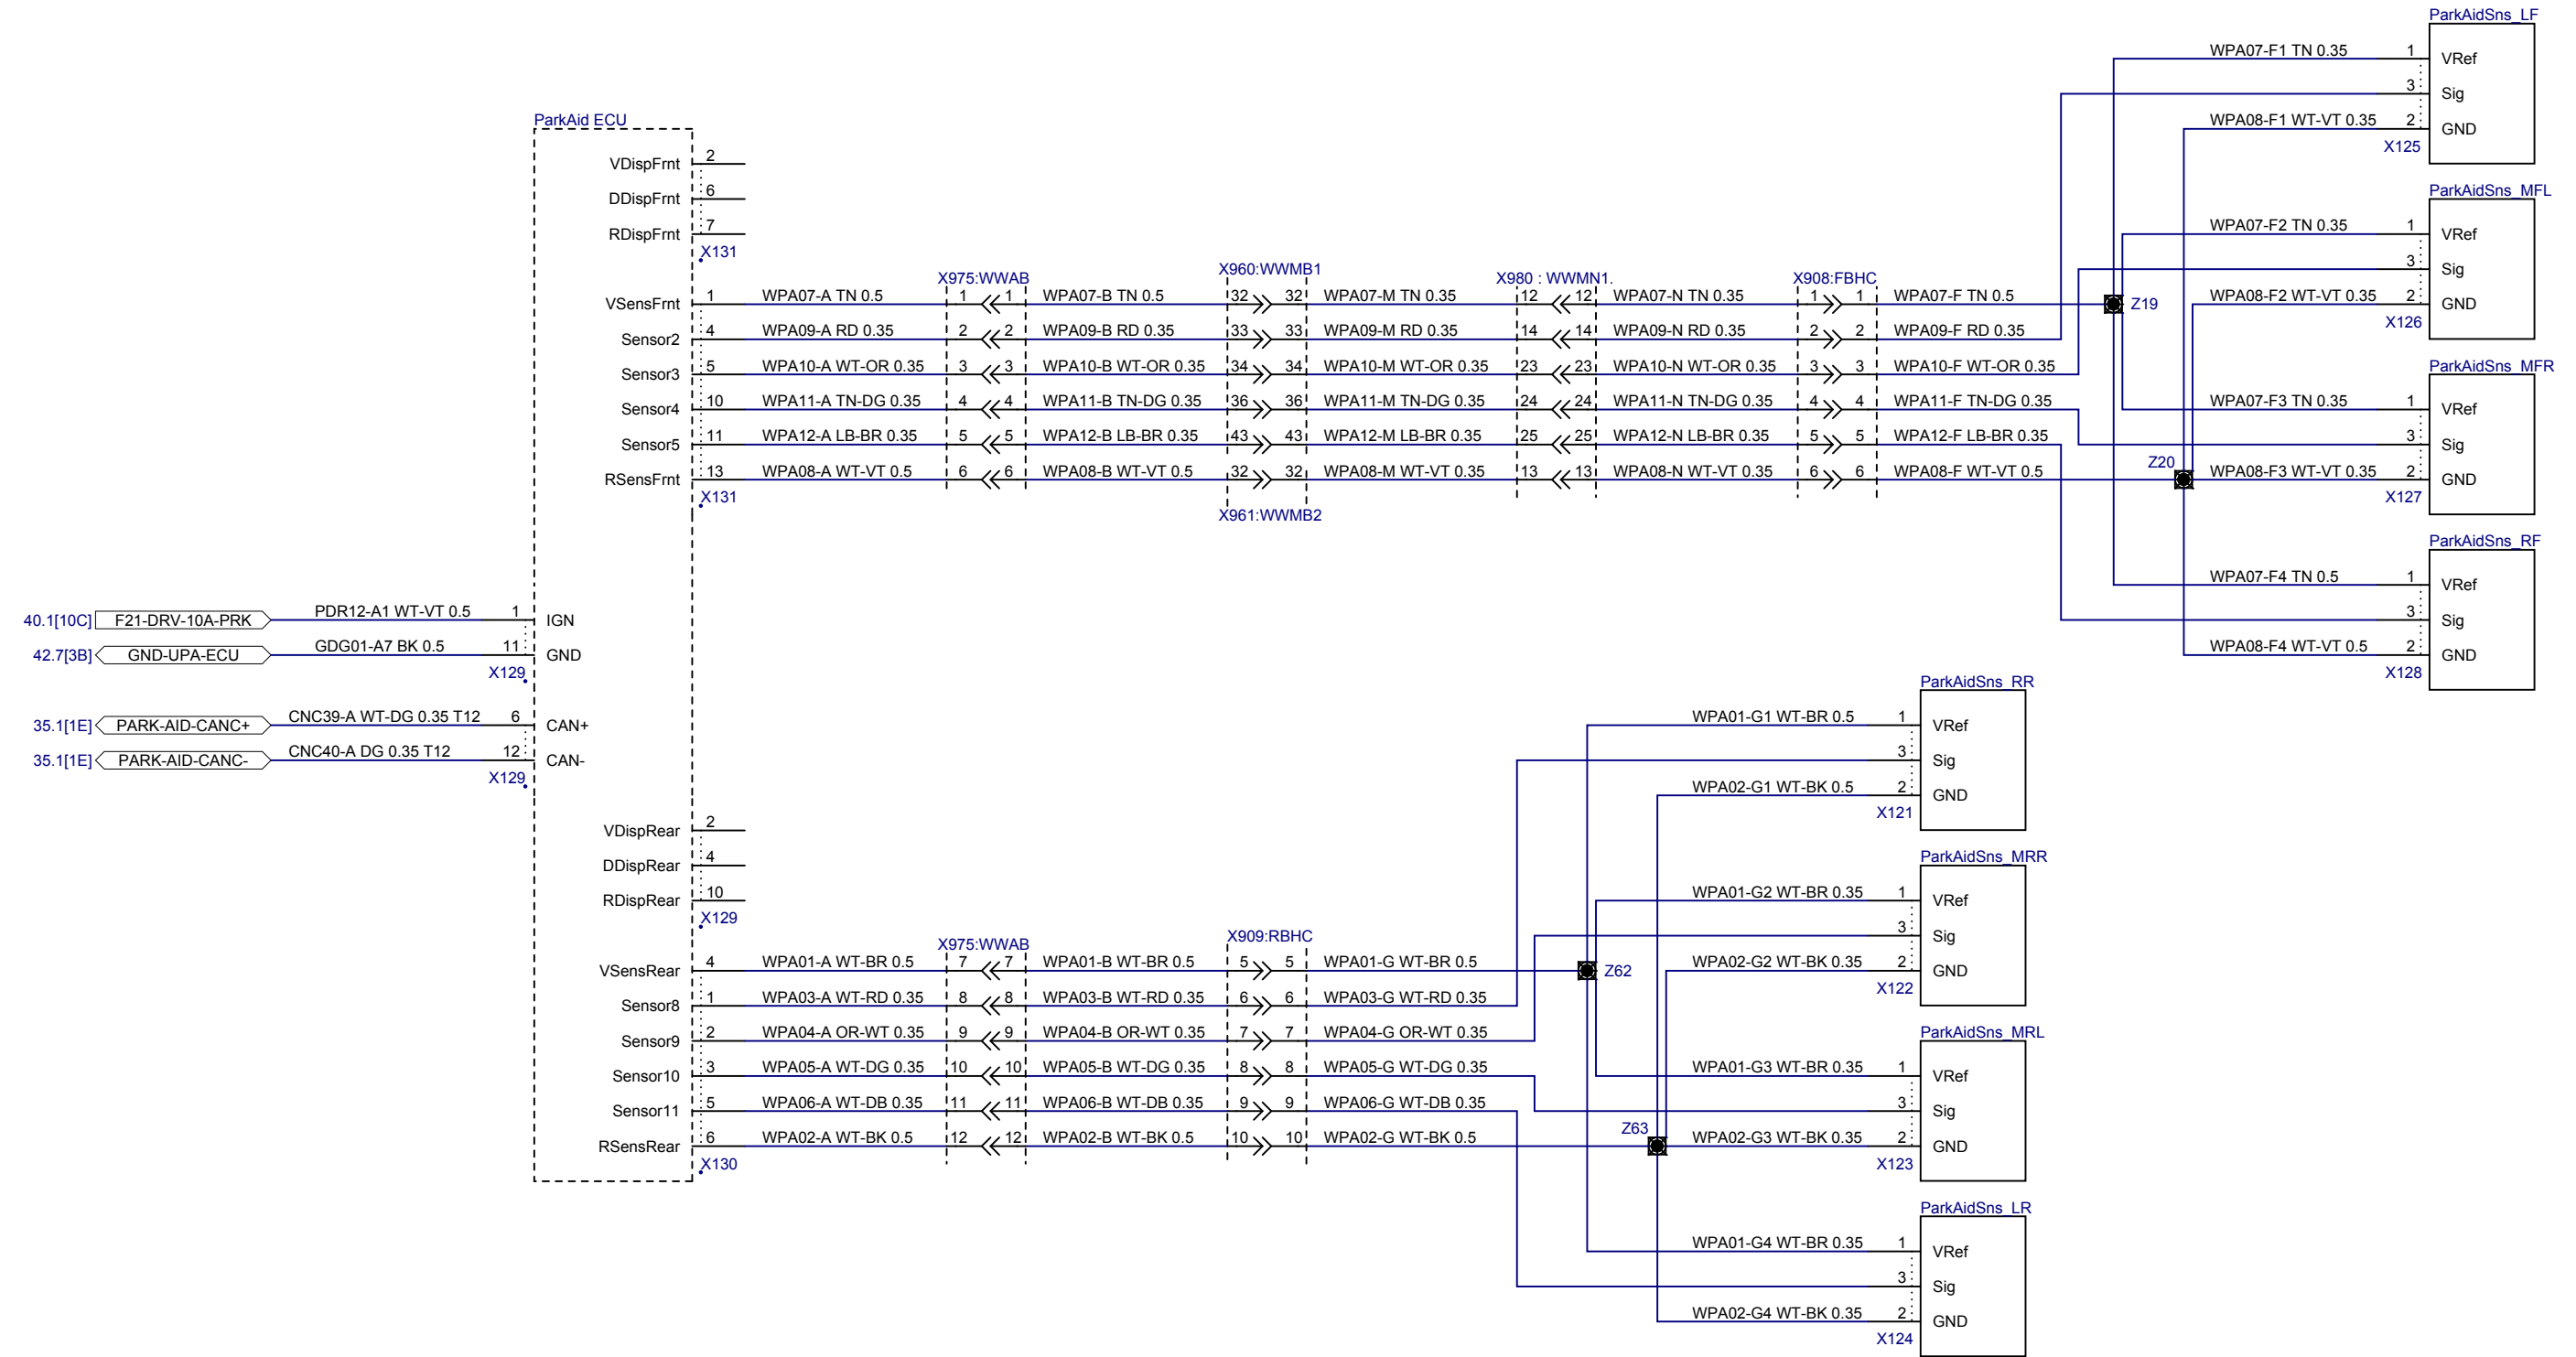 ParkAidSns_LF
WPA07-F1 TN 0.35 1 VRef
3 Sig
WPA08-F1 WT-VT 0.35 2 GND
X125
ParkAid ECU
VDispFrnt 2
DDispFrnt 6
RDispFrnt 7
X131
ParkAidSns_MFL
WPA07-F2 TN 0.35 1 VRef
3 Sig
WPA08-F2 WT-VT 0.35 2 GND
X126
X975:WWAB X960:WWMB1 X980 : WWMN1. X908:FBHC
VSensFrnt 1 WPA07-A TN 0.5 1 1 WPA07-B TN 0.5 32 32 WPA07-M TN 0.35 12 12 WPA07-N TN 0.35 1 1 WPA07-F TN 0.5 Z19
Sensor2 4 WPA09-A RD 0.35 2 2 WPA09-B RD 0.35 33 33 WPA09-M RD 0.35 14 14 WPA09-N RD 0.35 2 2 WPA09-F RD 0.35
Sensor3 5 WPA10-A WT-OR 0.35 3 3 WPA10-B WT-OR 0.35 34 34 WPA10-M WT-OR 0.35 23 23 WPA10-N WT-OR 0.35 3 3 WPA10-F WT-OR 0.35
Sensor4 10 WPA11-A TN-DG 0.35 4 4 WPA11-B TN-DG 0.35 36 36 WPA11-M TN-DG 0.35 24 24 WPA11-N TN-DG 0.35 4 4 WPA11-F TN-DG 0.35
Sensor5 11 WPA12-A LB-BR 0.35 5 5 WPA12-B LB-BR 0.35 43 43 WPA12-M LB-BR 0.35 25 25 WPA12-N LB-BR 0.35 5 5 WPA12-F LB-BR 0.35
RSensFrnt 13 WPA08-A WT-VT 0.5 6 6 WPA08-B WT-VT 0.5 32 32 WPA08-M WT-VT 0.35 13 13 WPA08-N WT-VT 0.35 6 6 WPA08-F WT-VT 0.5 Z20
X131
X961:WWMB2
ParkAidSns_MFR
WPA07-F3 TN 0.35 1 VRef
3 Sig
WPA08-F3 WT-VT 0.35 2 GND
X127
ParkAidSns_RF
WPA07-F4 TN 0.5 1 VRef
3 Sig
WPA08-F4 WT-VT 0.5 2 GND
X128
40.1[10C] F21-DRV-10A-PRK PDR12-A1 WT-VT 0.5 1 IGN
42.7[3B] GND-UPA-ECU GDG01-A7 BK 0.5 11 GND
X129
35.1[1E] PARK-AID-CANC+ CNC39-A WT-DG 0.35 T12 6 CAN+
35.1[1E] PARK-AID-CANC- CNC40-A DG 0.35 T12 12 CAN-
X129
ParkAidSns_RR
WPA01-G1 WT-BR 0.5 1 VRef
3 Sig
WPA02-G1 WT-BK 0.5 2 GND
X121
VDispRear 2
DDispRear 4
RDispRear 10
X129
ParkAidSns_MRR
WPA01-G2 WT-BR 0.35 1 VRef
3 Sig
WPA02-G2 WT-BK 0.35 2 GND
X122
X975:WWAB X909:RBHC
VSensRear 4 WPA01-A WT-BR 0.5 7 7 WPA01-B WT-BR 0.5 5 5 WPA01-G WT-BR 0.5 Z62
Sensor8 1 WPA03-A WT-RD 0.35 8 8 WPA03-B WT-RD 0.35 6 6 WPA03-G WT-RD 0.35
Sensor9 2 WPA04-A OR-WT 0.35 9 9 WPA04-B OR-WT 0.35 7 7 WPA04-G OR-WT 0.35
Sensor10 3 WPA05-A WT-DG 0.35 10 10 WPA05-B WT-DG 0.35 8 8 WPA05-G WT-DG 0.35
Sensor11 5 WPA06-A WT-DB 0.35 11 11 WPA06-B WT-DB 0.35 9 9 WPA06-G WT-DB 0.35
RSensRear 6 WPA02-A WT-BK 0.5 12 12 WPA02-B WT-BK 0.5 10 10 WPA02-G WT-BK 0.5 Z63
X130
ParkAidSns_MRL
WPA01-G3 WT-BR 0.35 1 VRef
3 Sig
WPA02-G3 WT-BK 0.35 2 GND
X123
ParkAidSns_LR
WPA01-G4 WT-BR 0.35 1 VRef
3 Sig
WPA02-G4 WT-BK 0.35 2 GND
X124